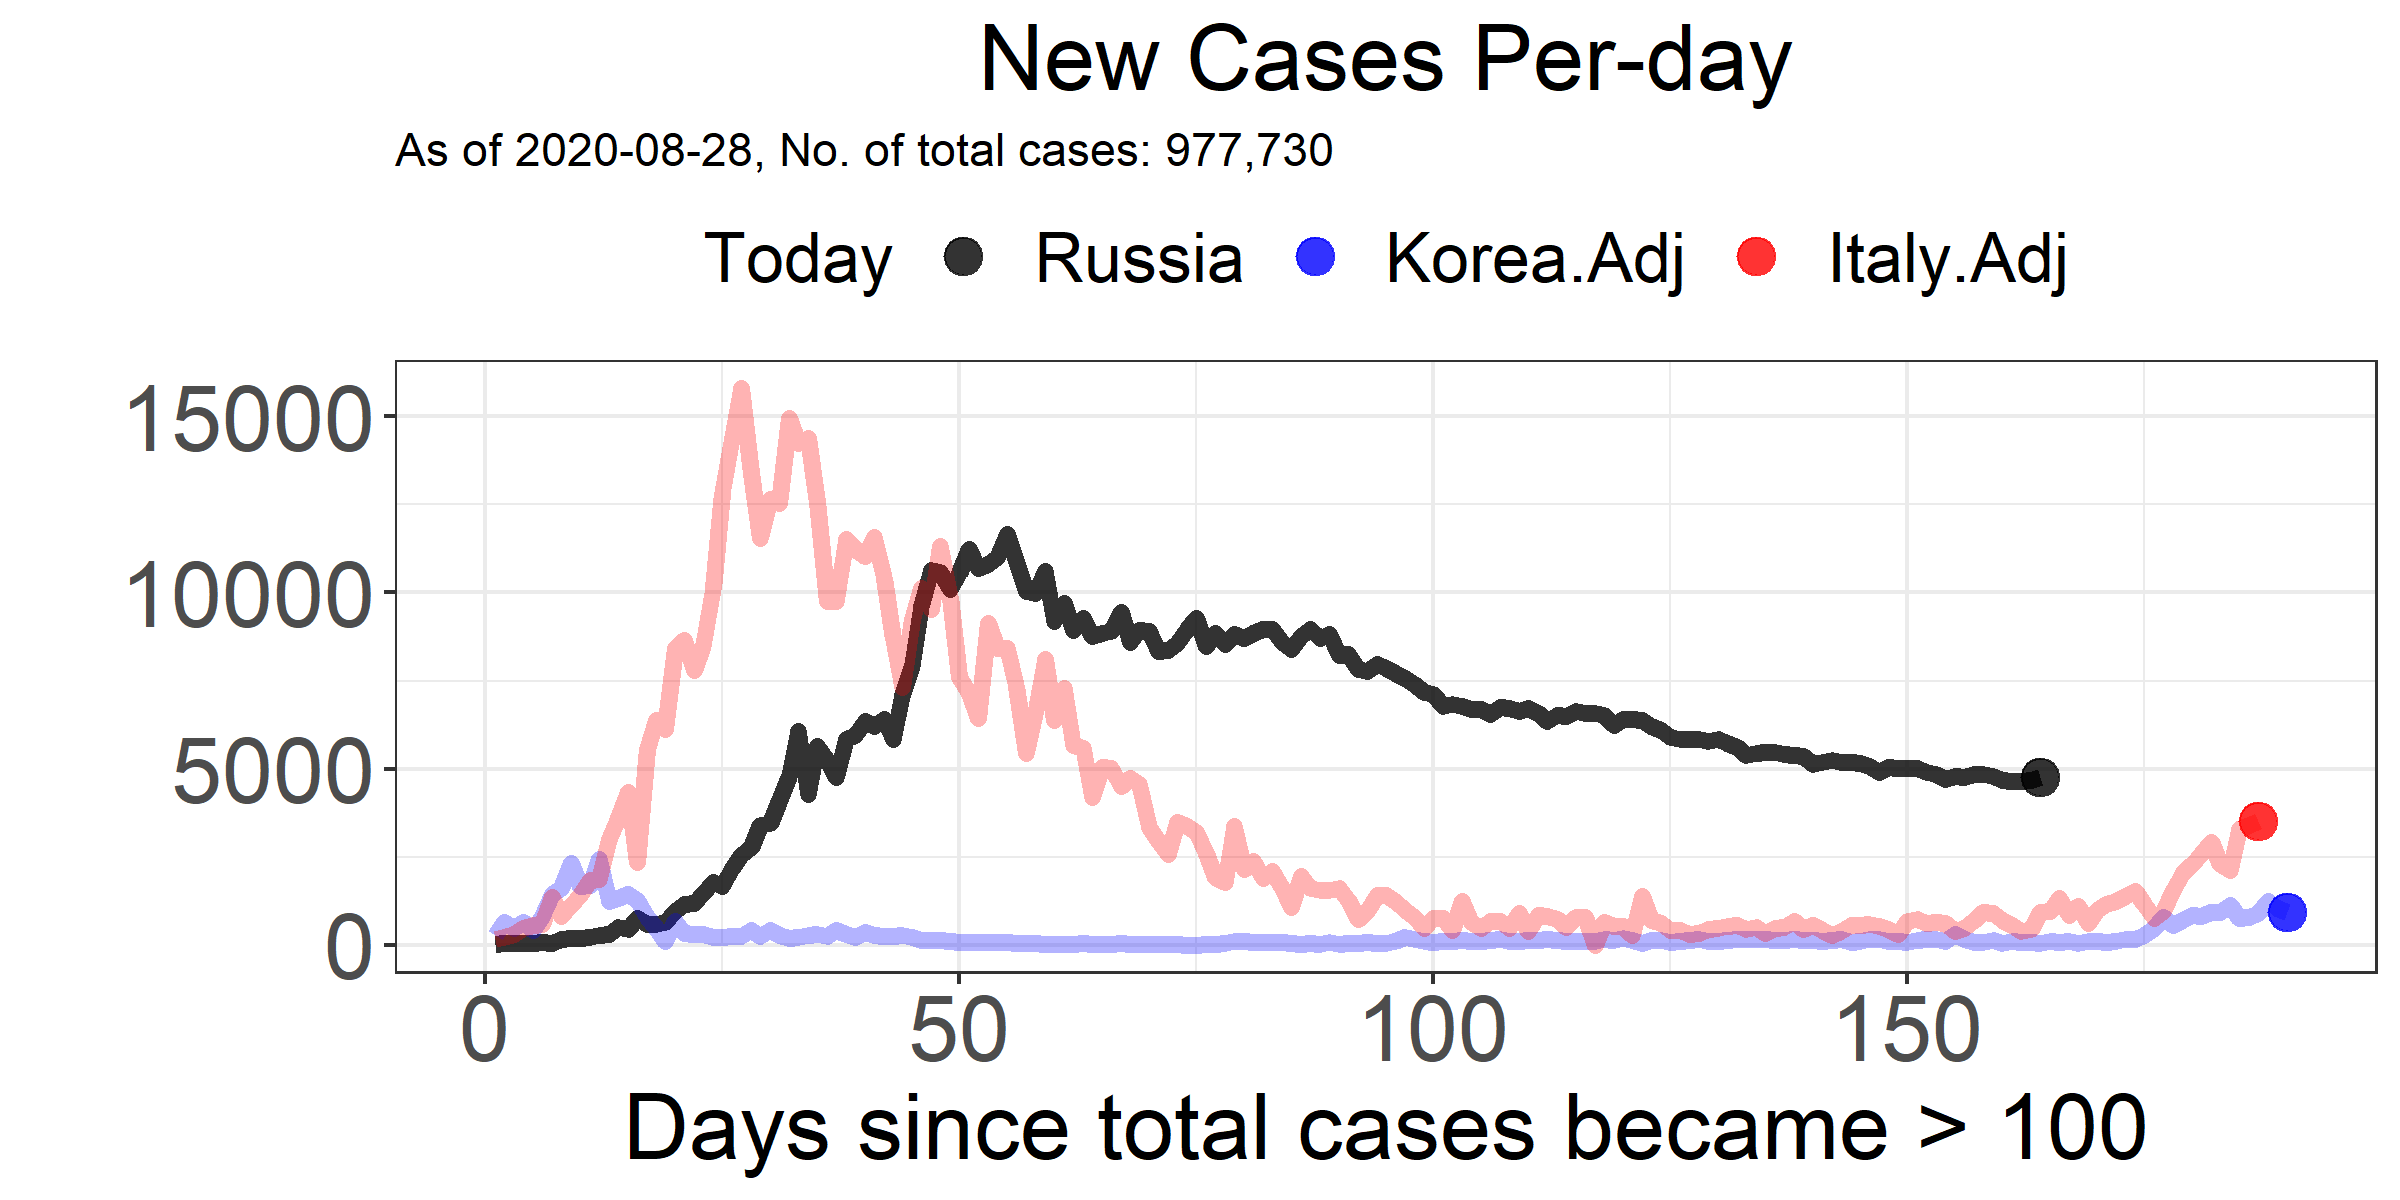 New Cases Per-day
As of 2020-08-28, No. of total cases: 977,730
Today Russia Korea.Adj Italy.Adj
15000
10000
5000
0
0 50 100 150
Days since total cases became > 100